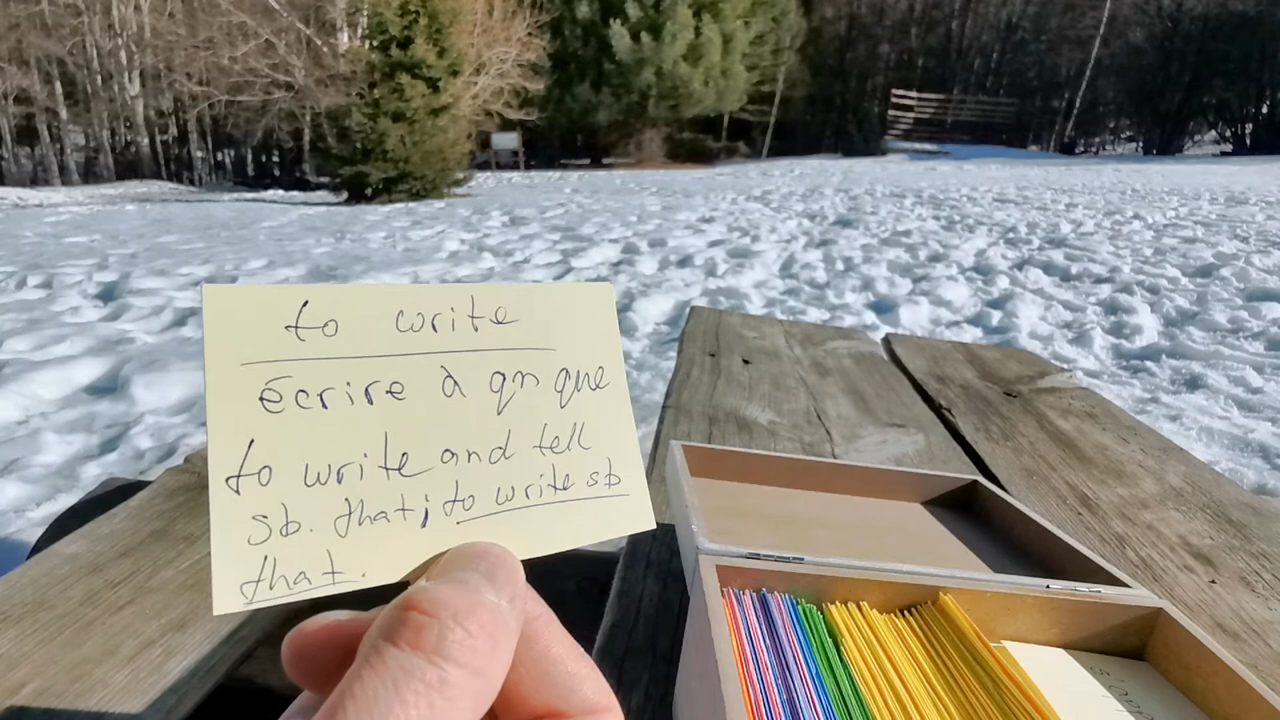 to write
écrire à qn que
to write and tell
sb. that; to write sb
that.